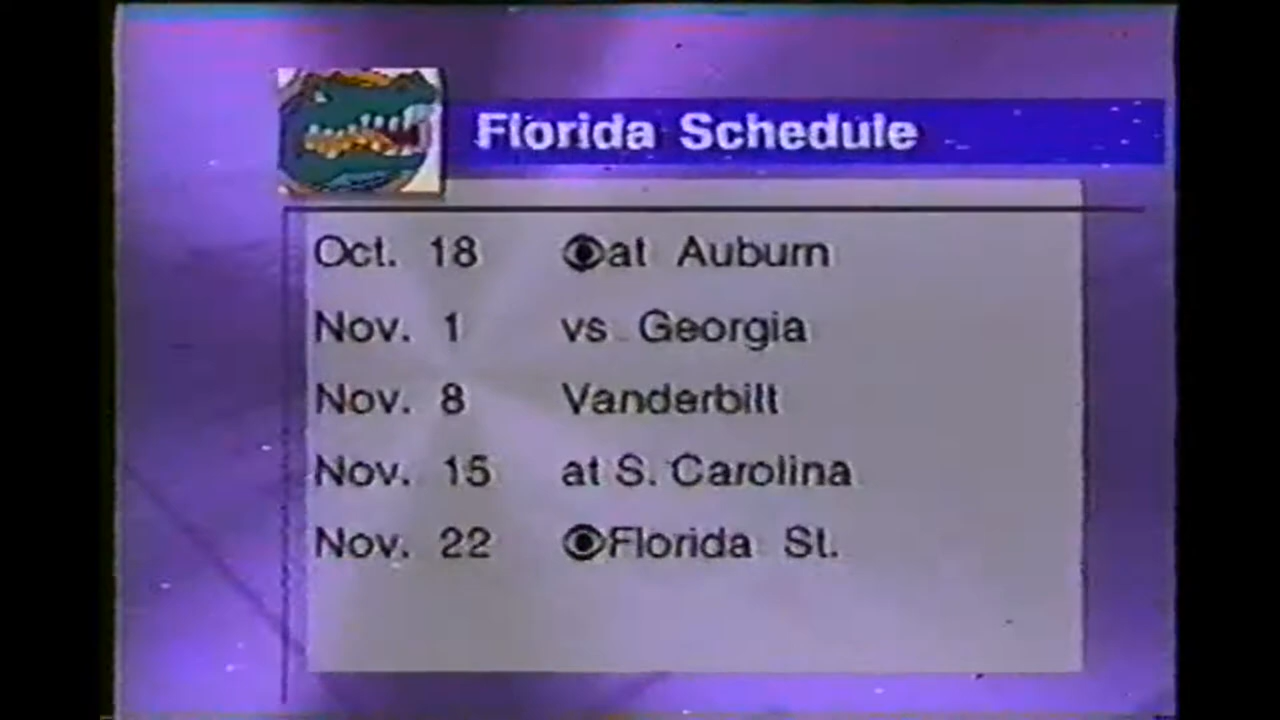 Florida Schedule
Oct. 18 at Auburn
Nov. 1 vs Georgia
Nov. 8 Vanderbilt
Nov. 15 at S. Carolina
Nov. 22 Florida St.